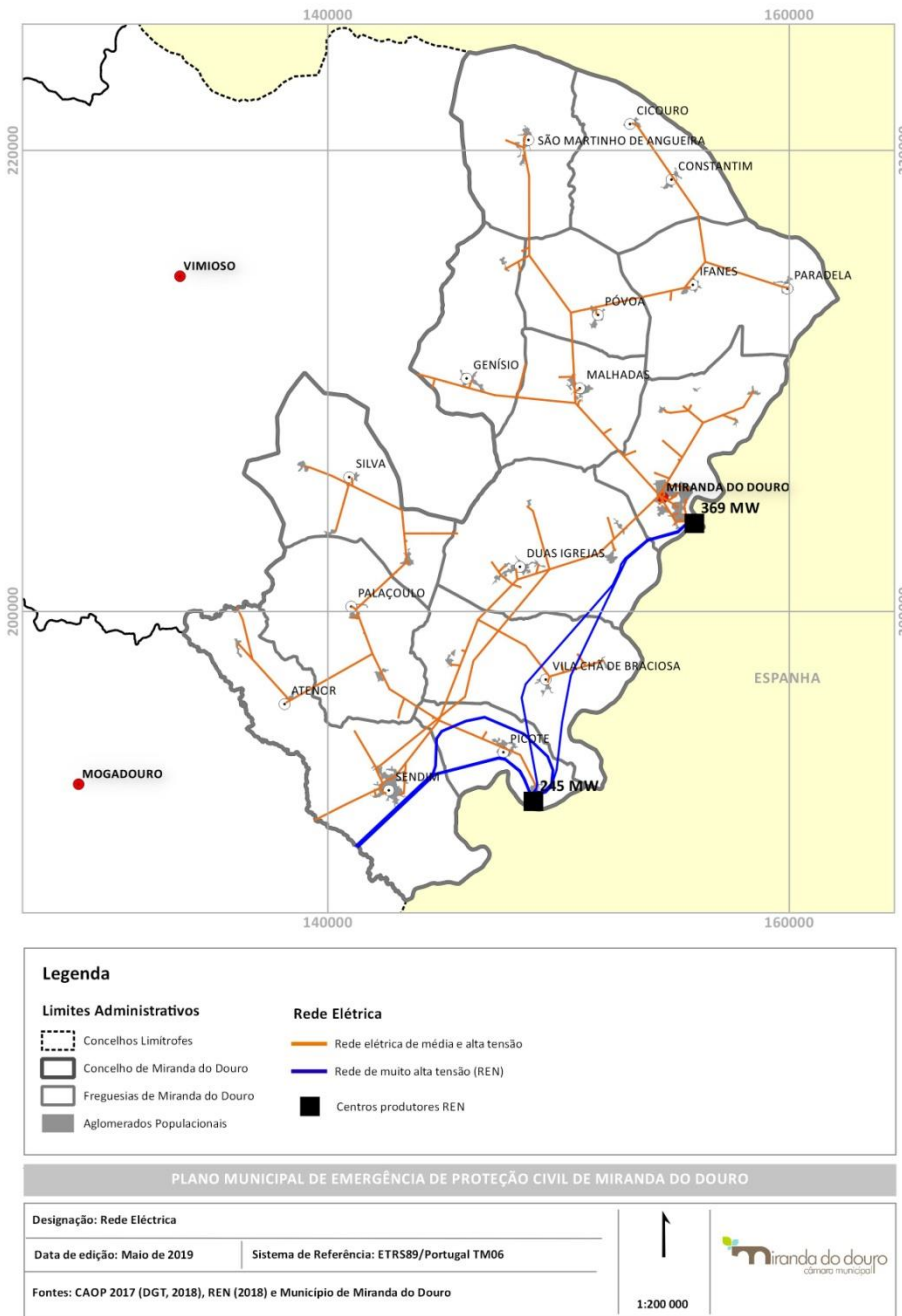 140000
160000
220000
220000
CICOURO
SÃO MARTINHO DE ANGUEIRA
CONSTANTIM
VIMIOSO
IFANES
PARADELA
PÓVOA
GENÍSIO
MALHADAS
SILVA
MIRANDA DO DOURO
369 MW
DUAS IGREJAS
PALAÇOULO
200000
200000
VILA CHÃ DE BRACIOSA
ESPANHA
ATENOR
PICOTE
MOGADOURO
SENDIM
245 MW
140000
160000
Legenda
Limites Administrativos
Concelhos Limítrofes
Concelho de Miranda do Douro
Freguesias de Miranda do Douro
Aglomerados Populacionais
Rede Elétrica
Rede elétrica de média e alta tensão
Rede de muito alta tensão (REN)
Centros produtores REN
PLANO MUNICIPAL DE EMERGÊNCIA DE PROTEÇÃO CIVIL DE MIRANDA DO DOURO
Designação: Rede Eléctrica
Data de edição: Maio de 2019
Sistema de Referência: ETRS89/Portugal TM06
Fontes: CAOP 2017 (DGT, 2018), REN (2018) e Município de Miranda do Douro
1:200 000
miranda do douro
câmara municipal